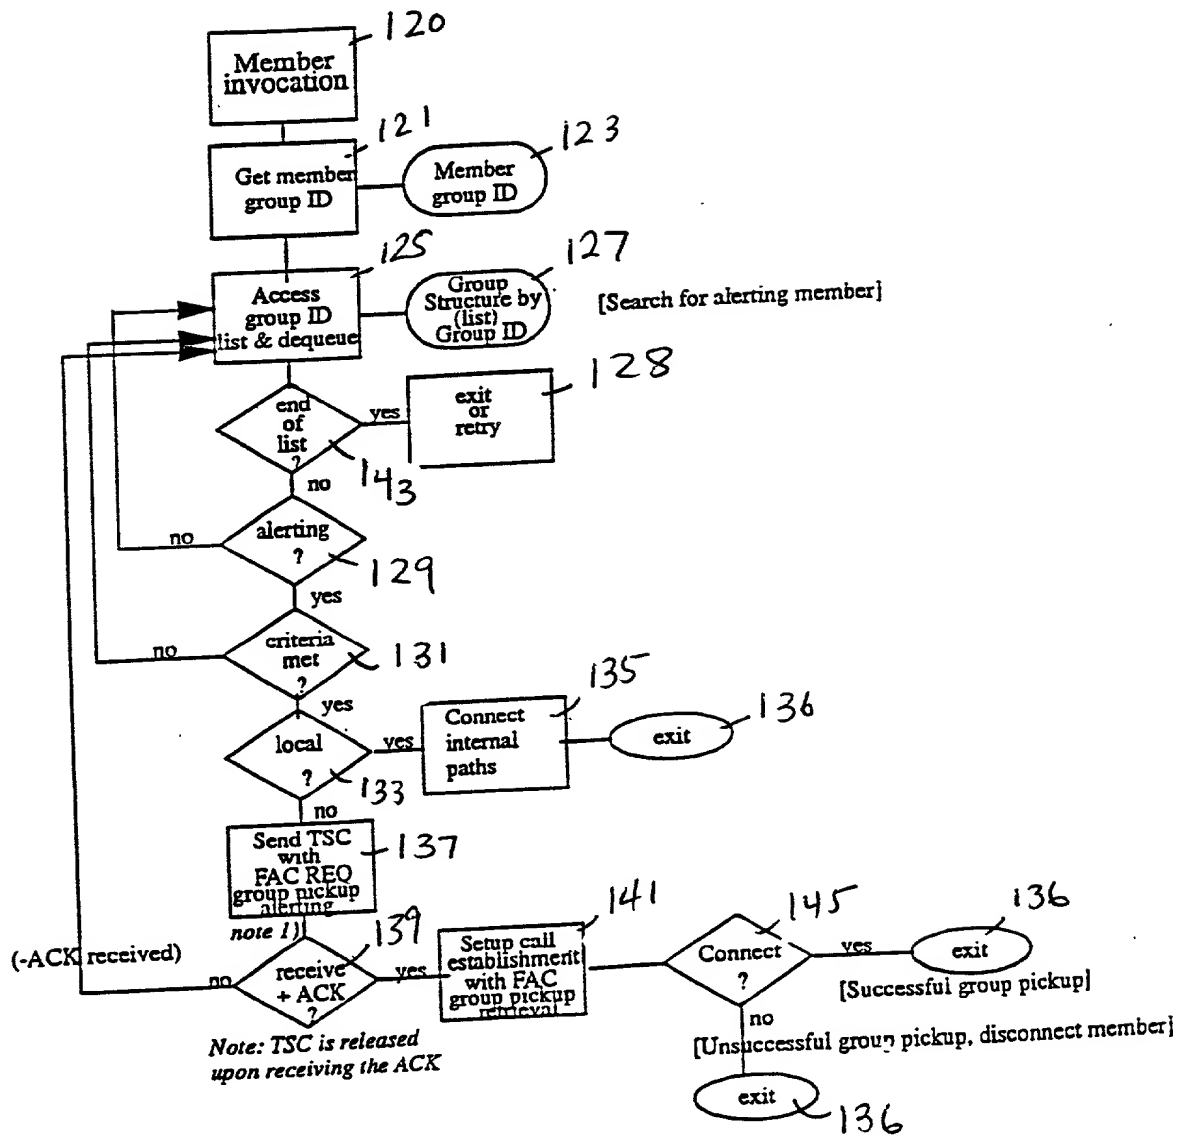 120
Member
invocation
121
Get member
group ID
123
Member
group ID
125
Access
group ID
list & dequeue
127
Group
Structure by
(list)
Group ID
[Search for alerting member]
128
exit
or
retry
end
of
list
?
yes
143
no
alerting
?
no
129
yes
criteria
met
?
no
131
yes
local
?
yes
133
135
Connect
internal
paths
136
exit
no
Send TSC
with
FAC REQ
group pickup
alerting
137
note 1)
139
(-ACK received)
no
receive
+ ACK
?
yes
141
Setup call
establishment
with FAC
group pickup
retrieval
145
Connect
?
yes
136
exit
[Successful group pickup]
no
[Unsuccessful group pickup, disconnect member]
exit
136
Note: TSC is released
upon receiving the ACK